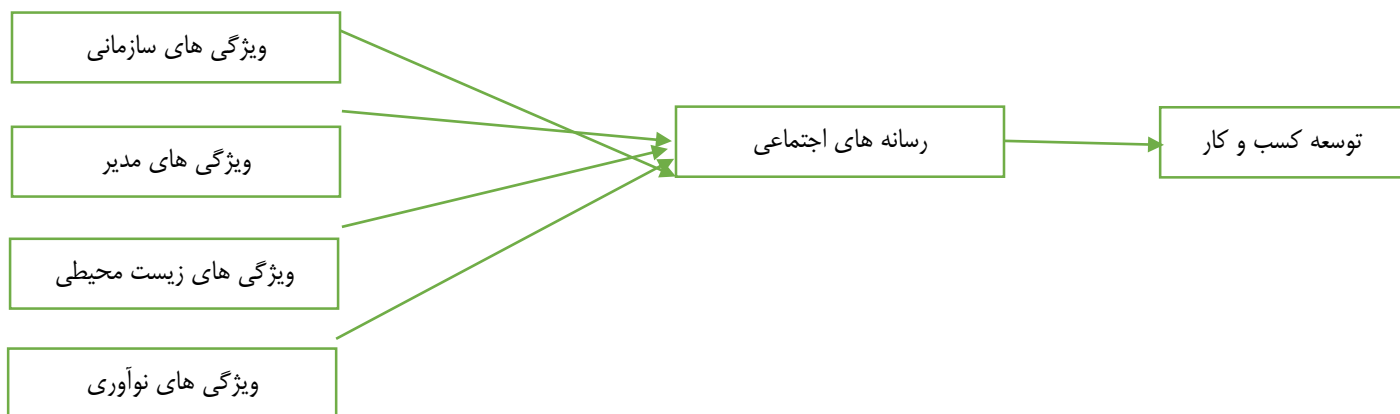 ویژگی های سازمانی
ویژگی های مدیر
ویژگی های زیست محیطی
ویژگی های نوآوری
رسانه های اجتماعی
توسعه کسب و کار